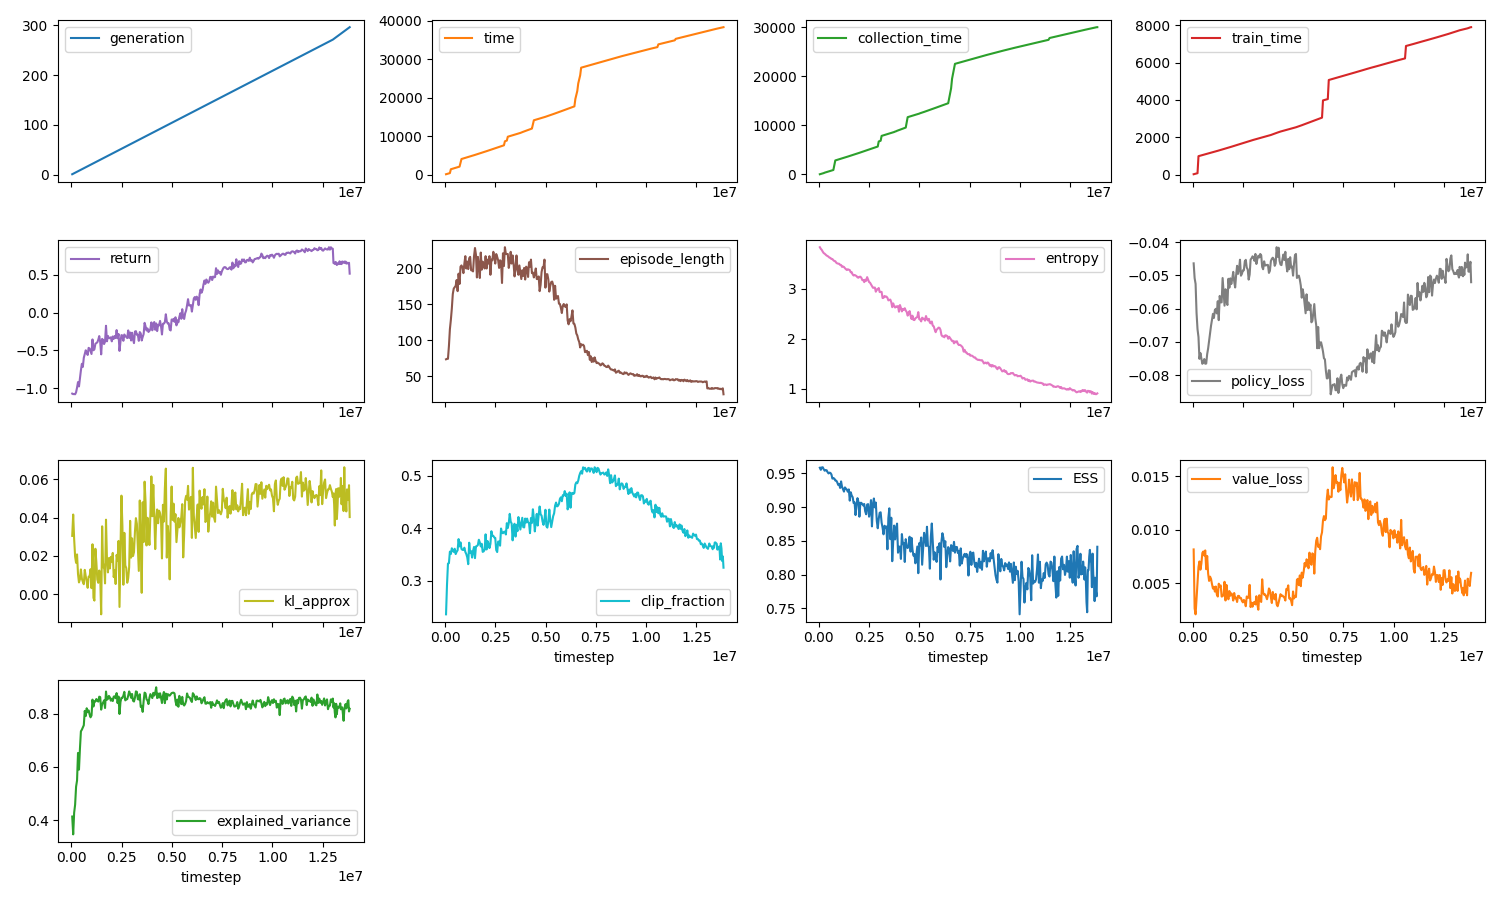 300
200
100
0
1e7
generation
40000
30000
20000
10000
0
1e7
time
30000
20000
10000
0
1e7
collection_time
8000
6000
4000
2000
0
1e7
train_time
0.5
0.0
−0.5
−1.0
1e7
return
200
150
100
50
1e7
episode_length
3
2
1
1e7
entropy
−0.04
−0.05
−0.06
−0.07
−0.08
1e7
policy_loss
0.06
0.04
0.02
0.00
1e7
kl_approx
0.5
0.4
0.3
0.00 0.25 0.50 0.75 1.00 1.25
timestep
1e7
clip_fraction
0.95
0.90
0.85
0.80
0.75
0.00 0.25 0.50 0.75 1.00 1.25
timestep
1e7
ESS
0.015
0.010
0.005
0.00 0.25 0.50 0.75 1.00 1.25
timestep
1e7
value_loss
0.8
0.6
0.4
0.00 0.25 0.50 0.75 1.00 1.25
timestep
1e7
explained_variance